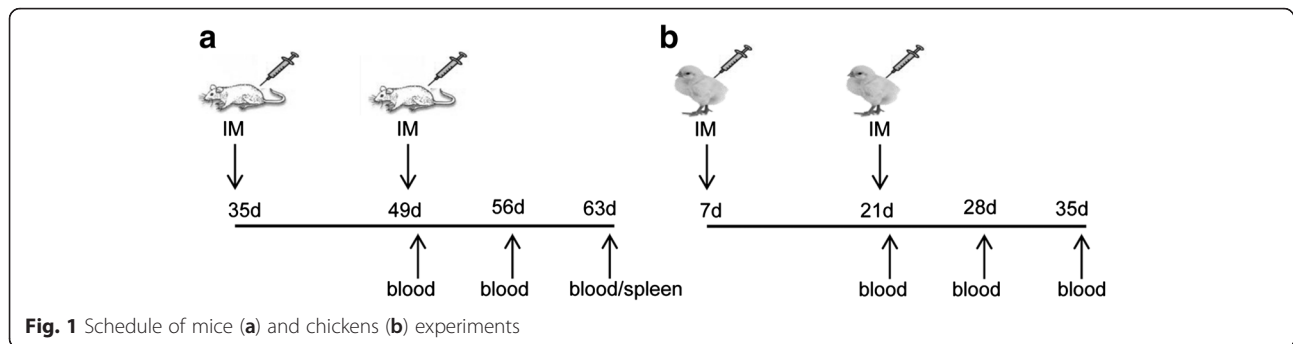 a
IM IM
35d 49d 56d 63d
blood blood blood/spleen
b
IM IM
7d 21d 28d 35d
blood blood blood
Fig. 1 Schedule of mice (a) and chickens (b) experiments